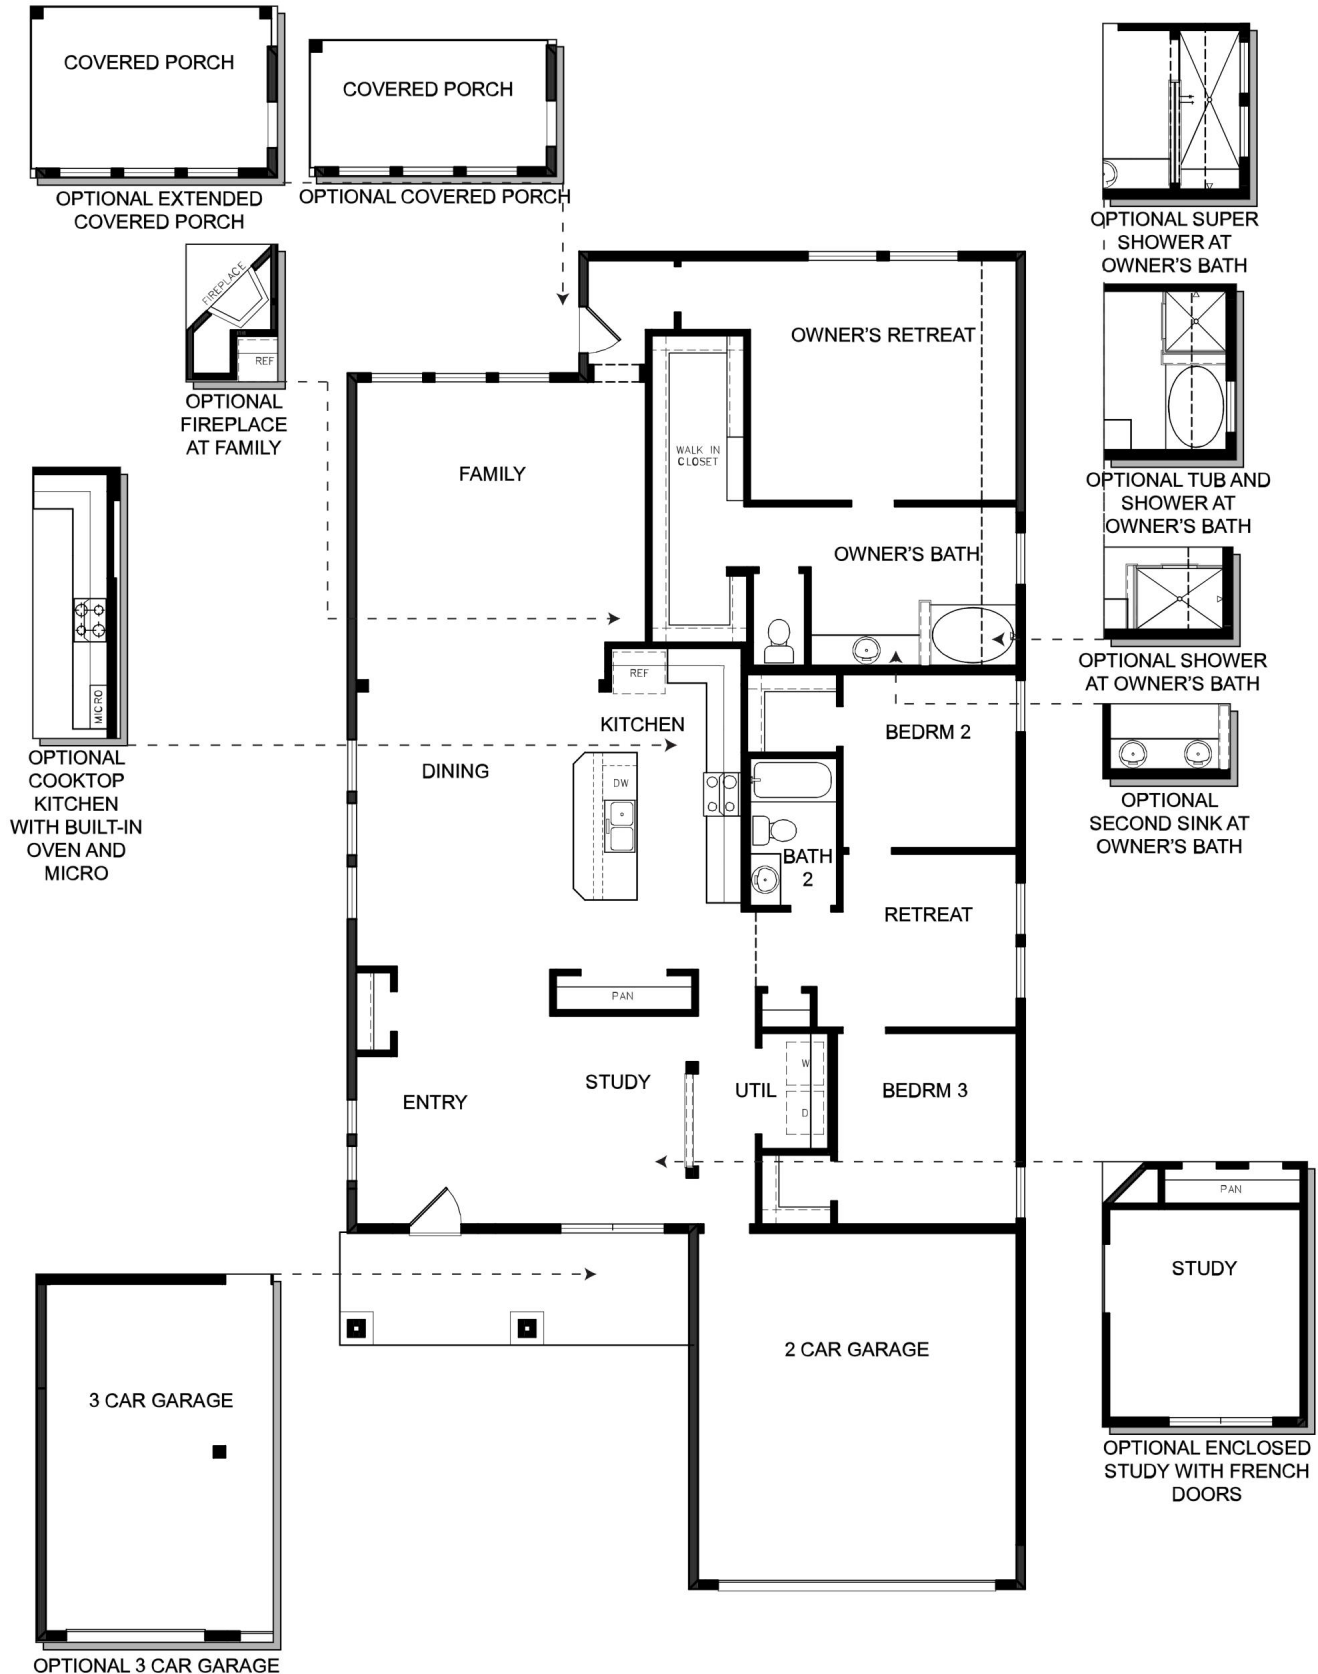 COVERED PORCH
OPTIONAL EXTENDED
COVERED PORCH
COVERED PORCH
OPTIONAL COVERED PORCH
FIREPLACE
REF
OPTIONAL
FIREPLACE
AT FAMILY
MICRO
OPTIONAL
COOKTOP
KITCHEN
WITH BUILT-IN
OVEN AND
MICRO
OWNER'S RETREAT
WALK IN
CLOSET
FAMILY
OWNER'S BATH
REF
KITCHEN
BEDRM 2
DINING
DW
BATH
2
RETREAT
PAN
STUDY
UTIL
W
D
BEDRM 3
ENTRY
2 CAR GARAGE
3 CAR GARAGE
OPTIONAL 3 CAR GARAGE
OPTIONAL SUPER
SHOWER AT
OWNER'S BATH
OPTIONAL TUB AND
SHOWER AT
OWNER'S BATH
OPTIONAL SHOWER
AT OWNER'S BATH
OPTIONAL
SECOND SINK AT
OWNER'S BATH
PAN
STUDY
OPTIONAL ENCLOSED
STUDY WITH FRENCH
DOORS